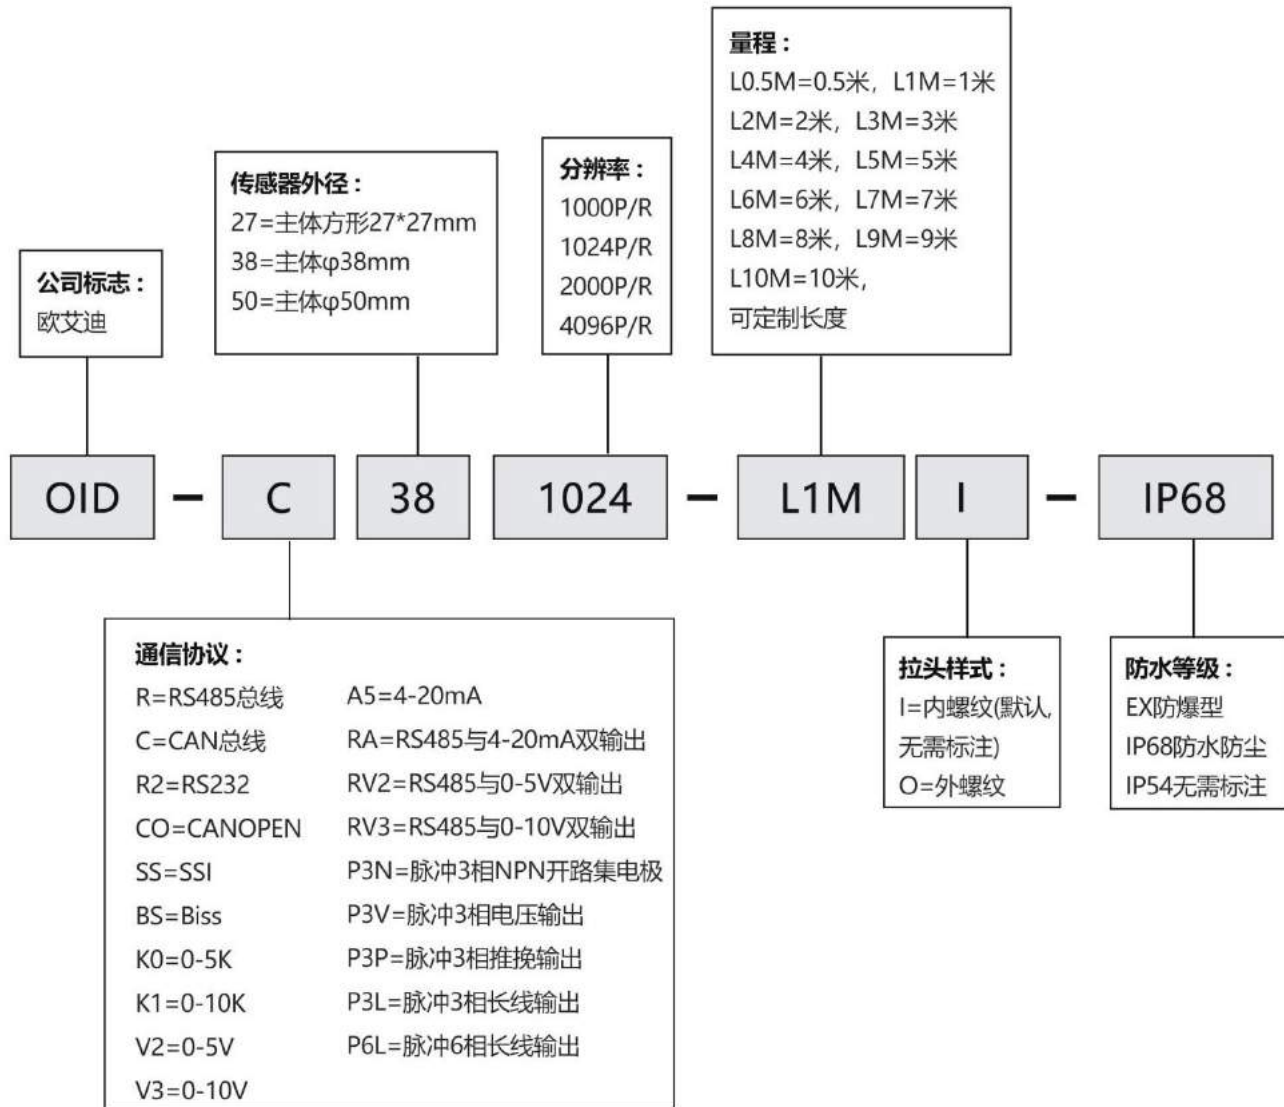 量程：
L0.5M=0.5米，L1M=1米
L2M=2米，L3M=3米
L4M=4米，L5M=5米
L6M=6米，L7M=7米
L8M=8米，L9M=9米
L10M=10米，
可定制长度
分辨率：
1000P/R
1024P/R
2000P/R
4096P/R
传感器外径：
27=主体方形27*27mm
38=主体φ38mm
50=主体φ50mm
公司标志：
欧艾迪
OID - C 38 1024 - L1M I - IP68
通信协议：
R=RS485总线 A5=4-20mA
C=CAN总线 RA=RS485与4-20mA双输出
R2=RS232 RV2=RS485与0-5V双输出
CO=CANOPEN RV3=RS485与0-10V双输出
SS=SSI P3N=脉冲3相NPN开路集电极
BS=Biss P3V=脉冲3相电压输出
K0=0-5K P3P=脉冲3相推挽输出
K1=0-10K P3L=脉冲3相长线输出
V2=0-5V P6L=脉冲6相长线输出
V3=0-10V
拉头样式：
I=内螺纹(默认,
无需标注)
O=外螺纹
防水等级：
EX防爆型
IP68防水防尘
IP54无需标注